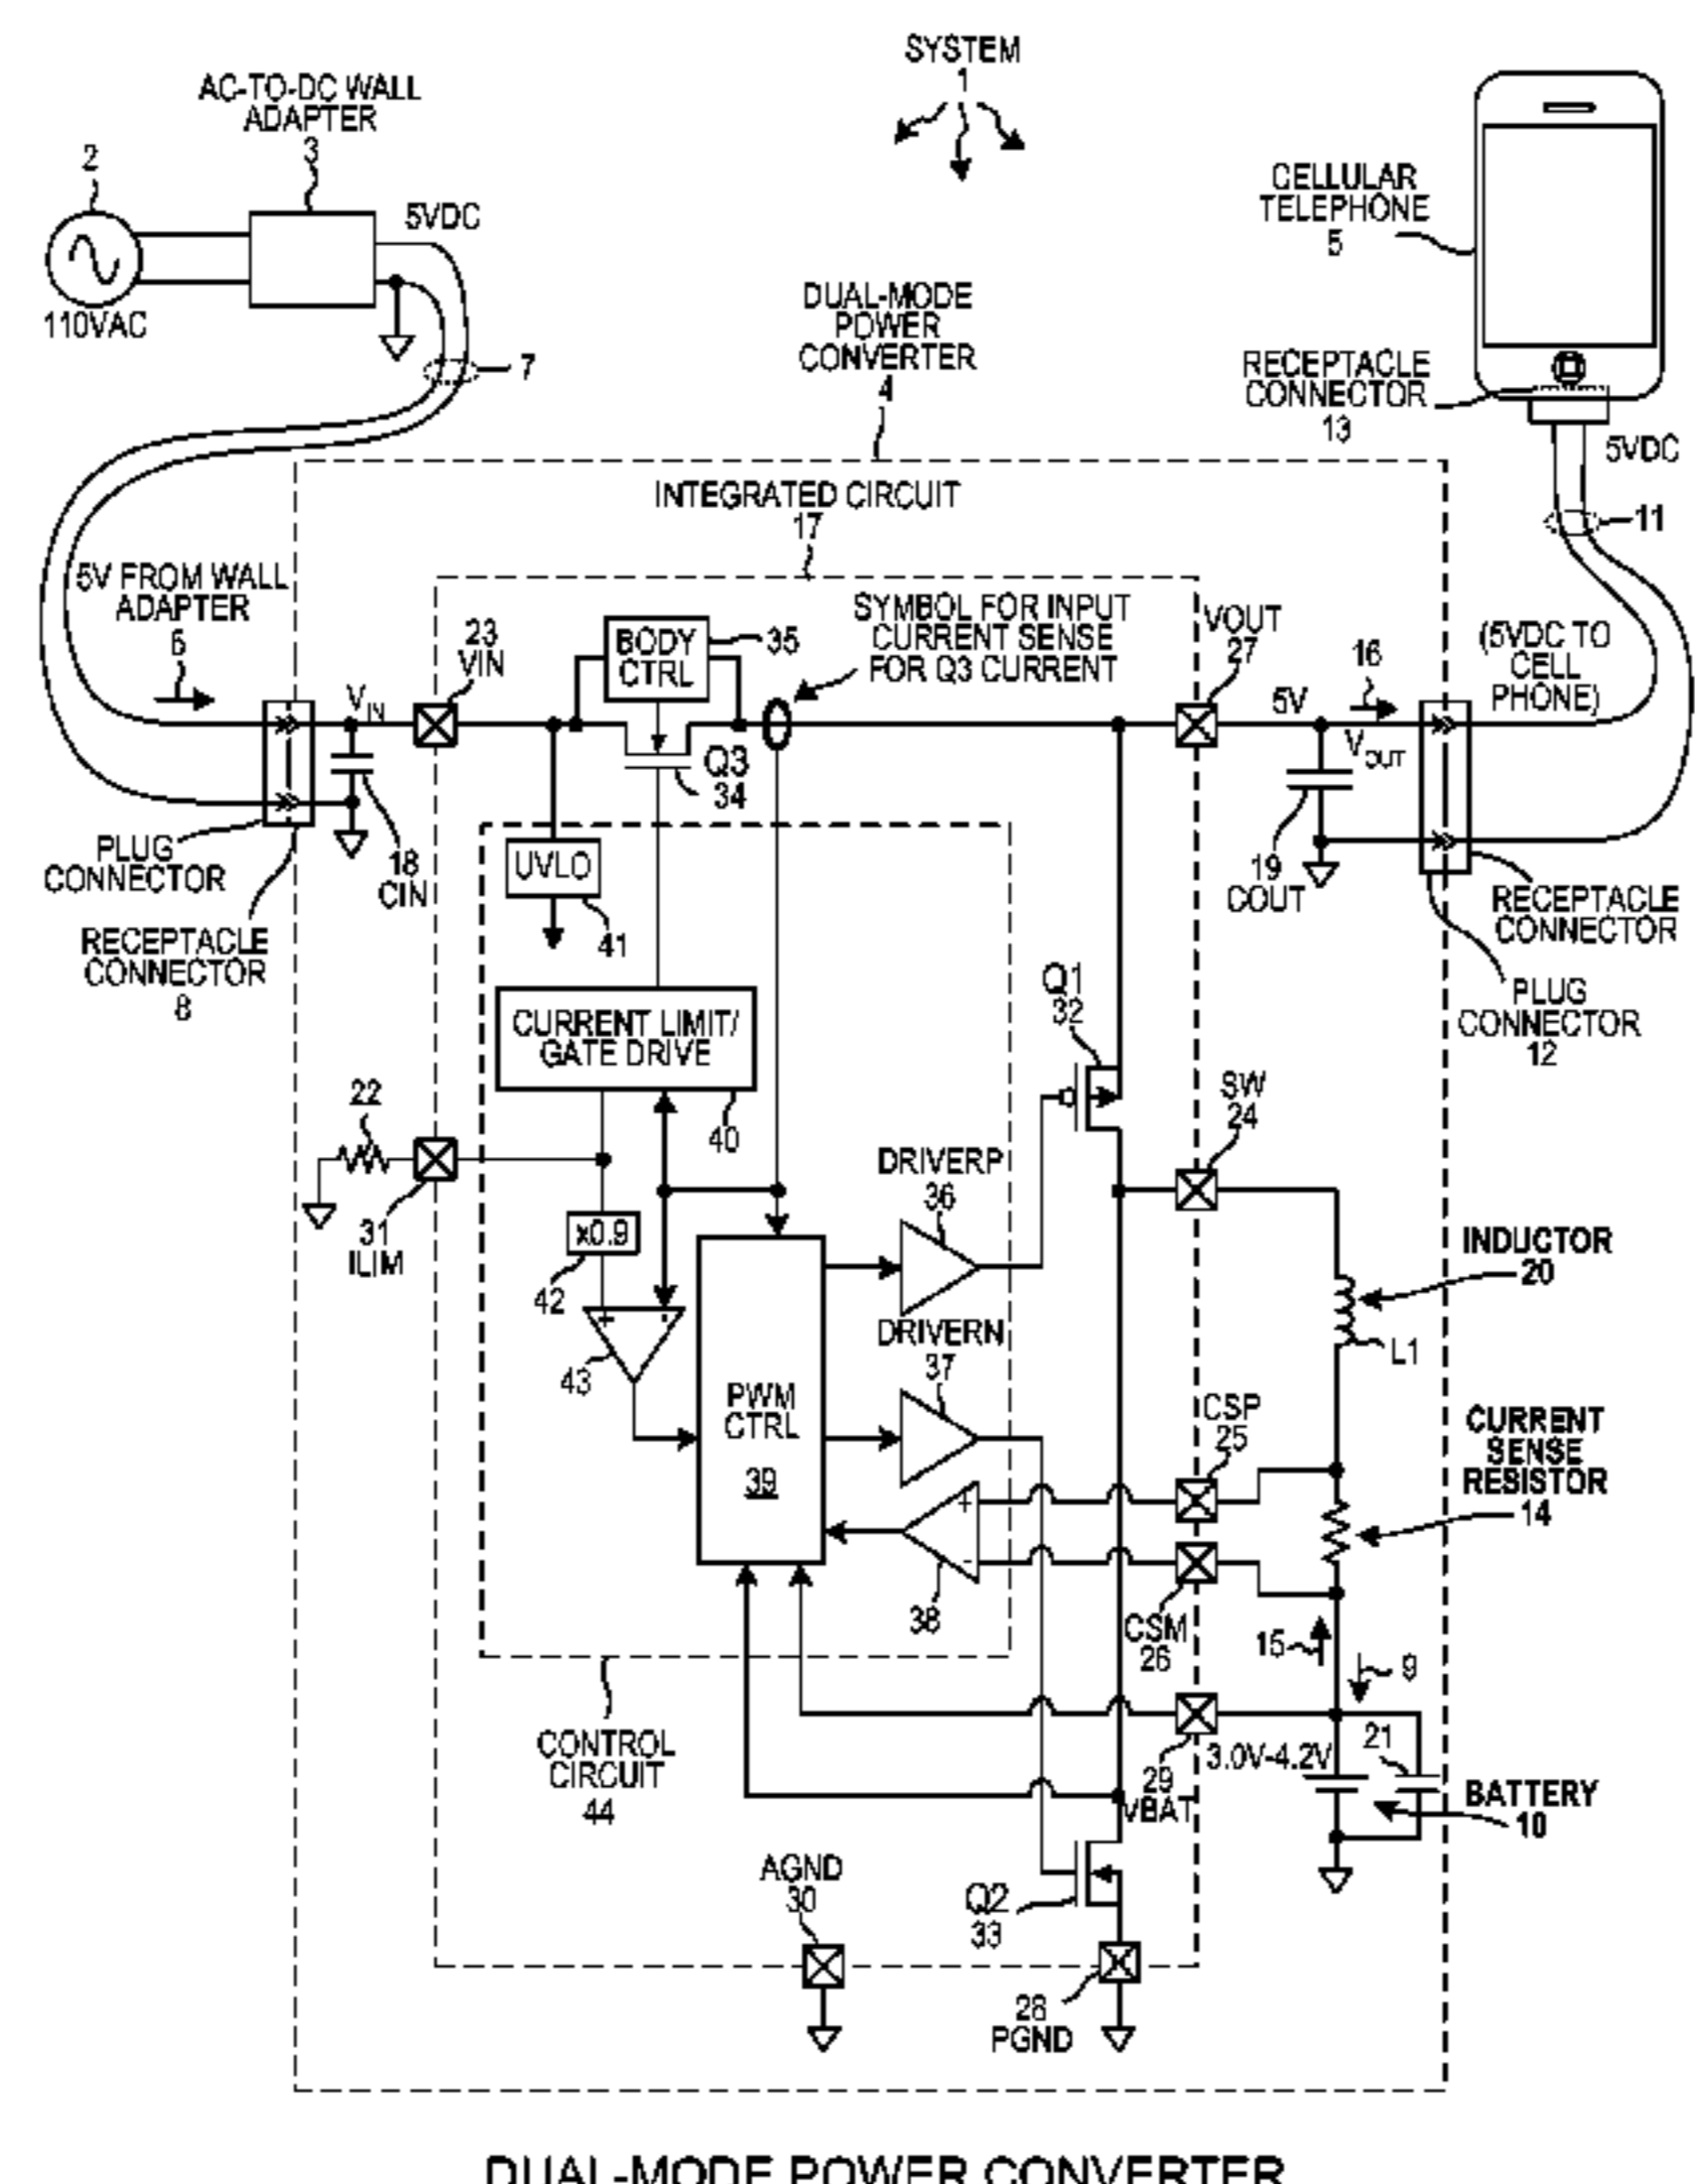 SYSTEM
1
AC-TO-DC WALL
ADAPTER
3
2
5VDC
110VAC
7
CELLULAR
TELEPHONE
5
DUAL-MODE
POWER
CONVERTER
4
RECEPTACLE
CONNECTOR
13
5VDC
11
INTEGRATED CIRCUIT
17
5V FROM WALL
ADAPTER
6
23
VIN
BODY
CTRL
35
SYMBOL FOR INPUT
CURRENT SENSE
FOR Q3 CURRENT
VOUT
27
(5VDC TO
CELL
PHONE)
16
5V
VIN
VOUT
Q3
34
PLUG
CONNECTOR
18
CIN
UVLO
41
19
COUT
RECEPTACLE
CONNECTOR
RECEPTACLE
CONNECTOR
8
PLUG
CONNECTOR
12
Q1
32
CURRENT LIMIT/
GATE DRIVE
40
SW
24
22
31
ILIM
DRIVERP
36
x0.9
42
INDUCTOR
20
L1
+
-
43
DRIVERN
37
PWM
CTRL
39
CSP
25
CURRENT
SENSE
RESISTOR
14
+
-
38
CSM
26
15
9
CONTROL
CIRCUIT
44
29
VBAT
3.0V-4.2V
21
BATTERY
10
AGND
30
Q2
33
28
PGND
DUAL-MODE POWER CONVERTER